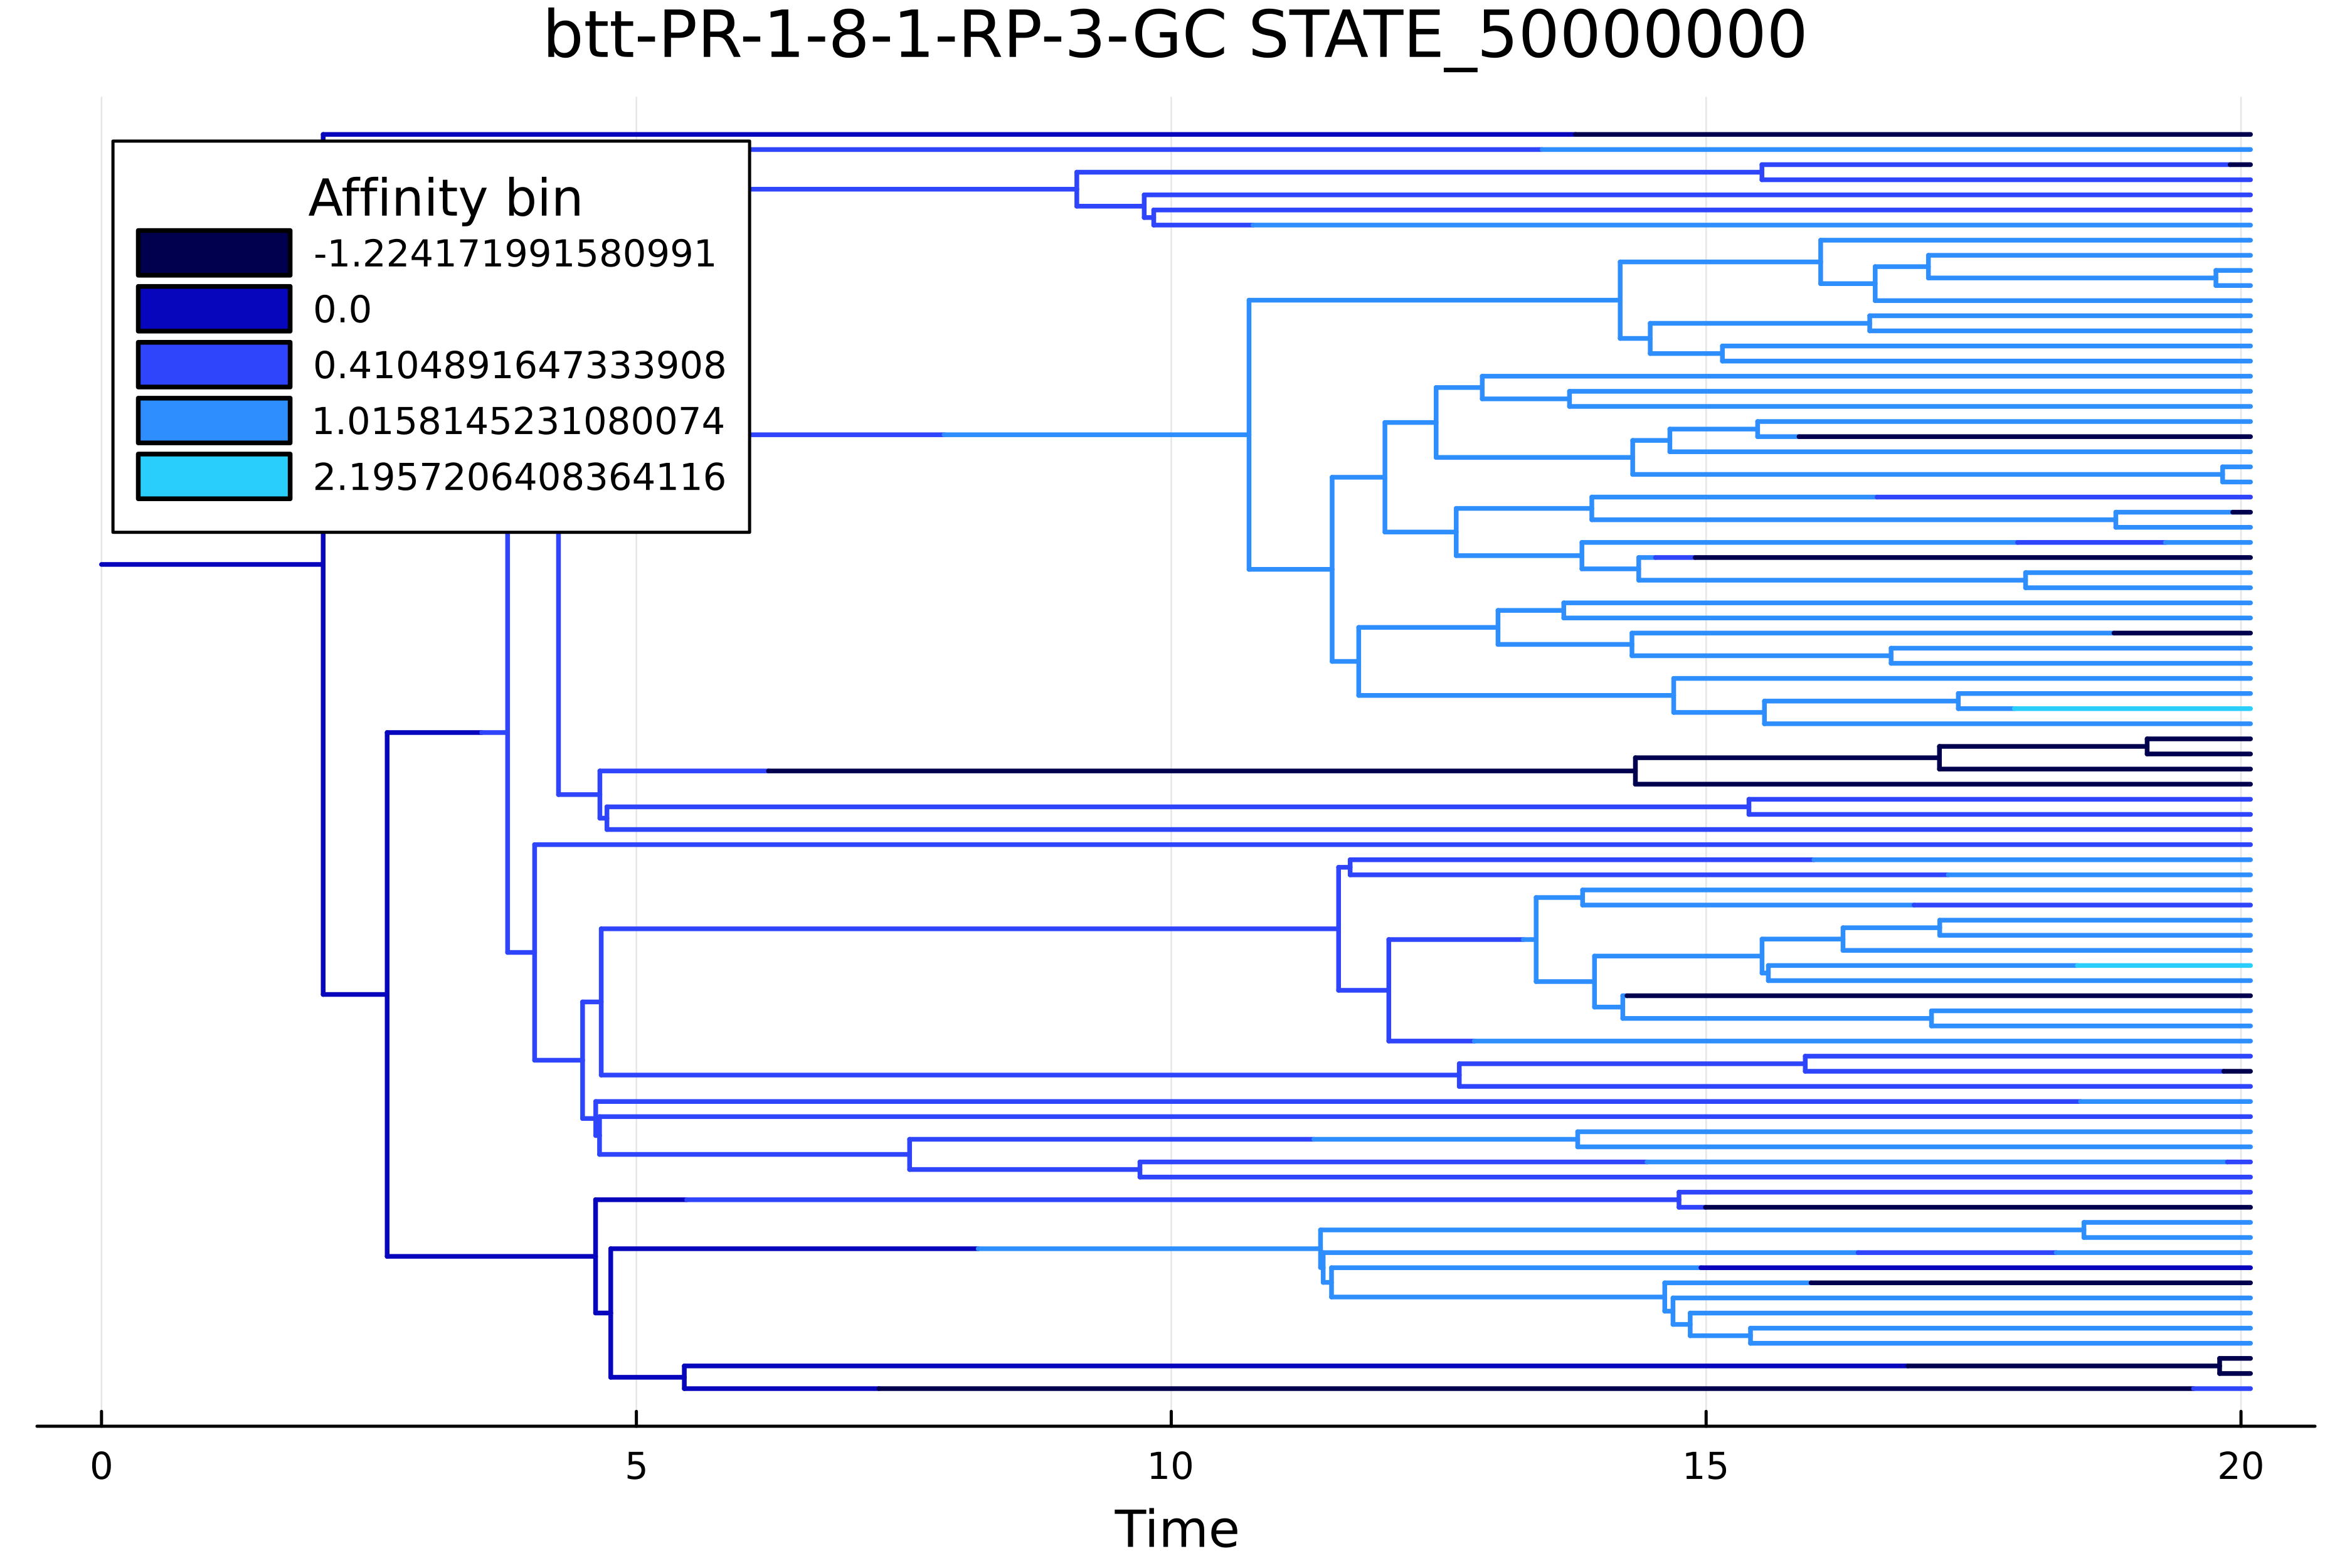 btt-PR-1-8-1-RP-3-GC STATE_50000000
Affinity bin
-1.224171991580991
0.0
0.4104891647333908
1.0158145231080074
2.1957206408364116
0 5 10 15 20
Time